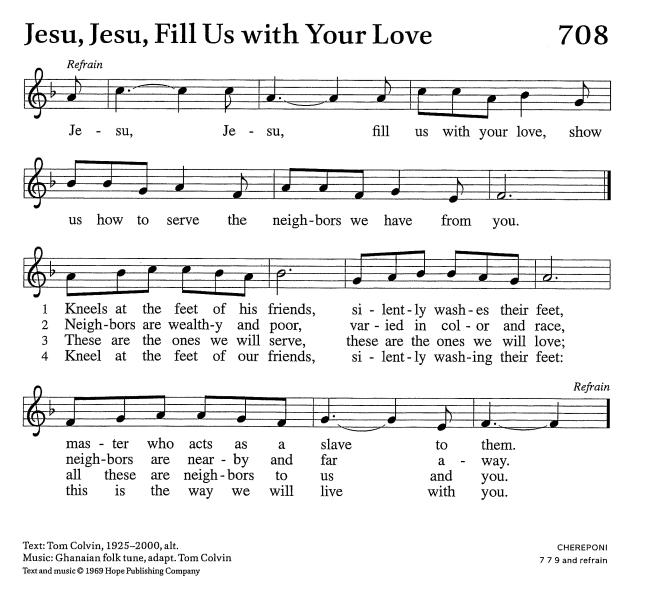 Jesu, Jesu, Fill Us with Your Love 708
Refrain
Je - su, Je - su, fill us with your love, show
us how to serve the neigh-bors we have from you.
1 Kneels at the feet of his friends, si - lent - ly wash - es their feet,
2 Neigh-bors are wealth-y and poor, var - ied in col - or and race,
3 These are the ones we will serve, these are the ones we will love;
4 Kneel at the feet of our friends, si - lent - ly wash-ing their feet:
Refrain
mas - ter who acts as a slave to them.
neigh-bors are near - by and far a - way.
all these are neigh-bors to us and you.
this is the way we will live with you.
Text: Tom Colvin, 1925–2000, alt.
Music: Ghanaian folk tune, adapt. Tom Colvin
Text and music © 1969 Hope Publishing Company
CHEREPONI
7 7 9 and refrain